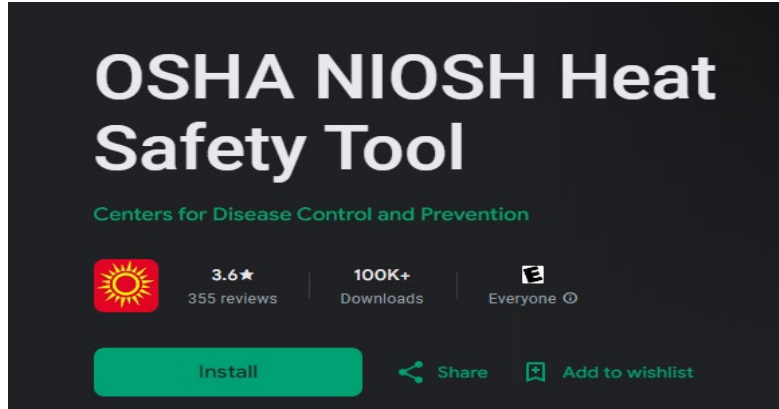 OSHA NIOSH Heat
Safety Tool
Centers for Disease Control and Prevention
3.6★ 100K+ E
355 reviews Downloads Everyone ⓘ
Install Share Add to wishlist